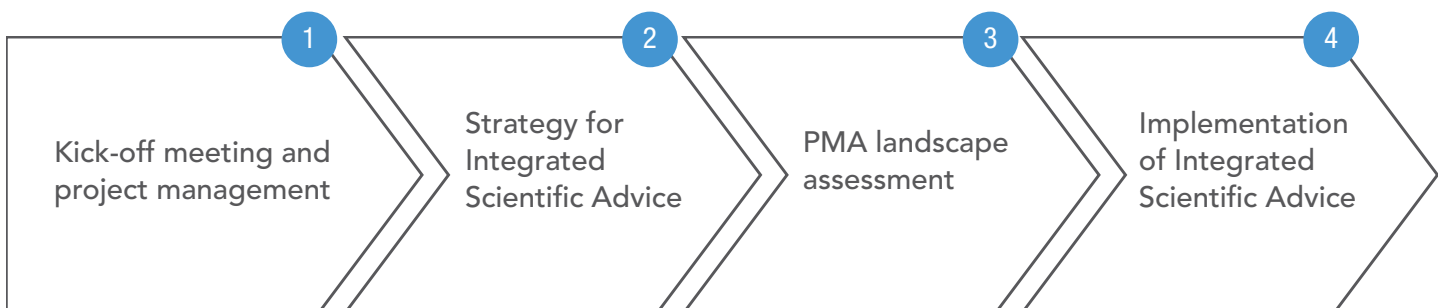 1
Kick-off meeting and
project management
2
Strategy for
Integrated
Scientific Advice
3
PMA landscape
assessment
4
Implementation
of Integrated
Scientific Advice